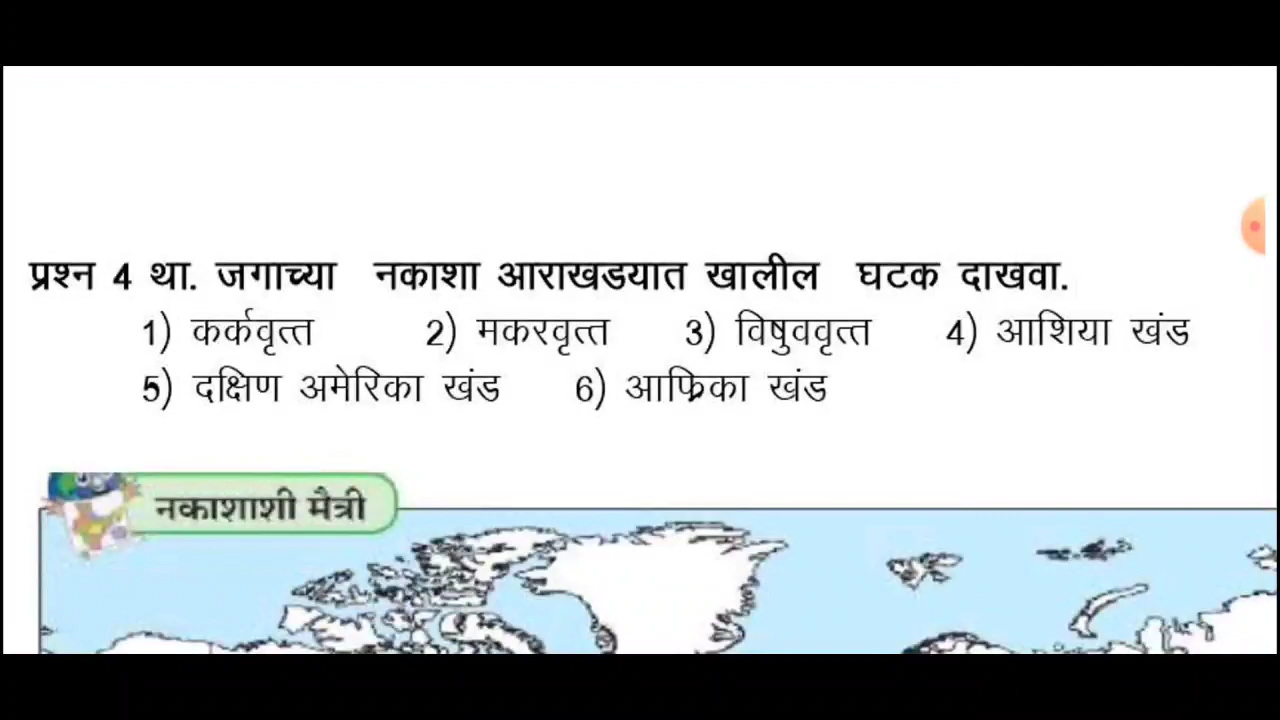 प्रश्न 4 था. जगाच्या नकाशा आराखडयात खालील घटक दाखवा.
1) कर्कवृत्त 2) मकरवृत्त 3) विषुववृत्त 4) आशिया खंड
5) दक्षिण अमेरिका खंड 6) आफ्रिका खंड
नकाशाशी मैत्री